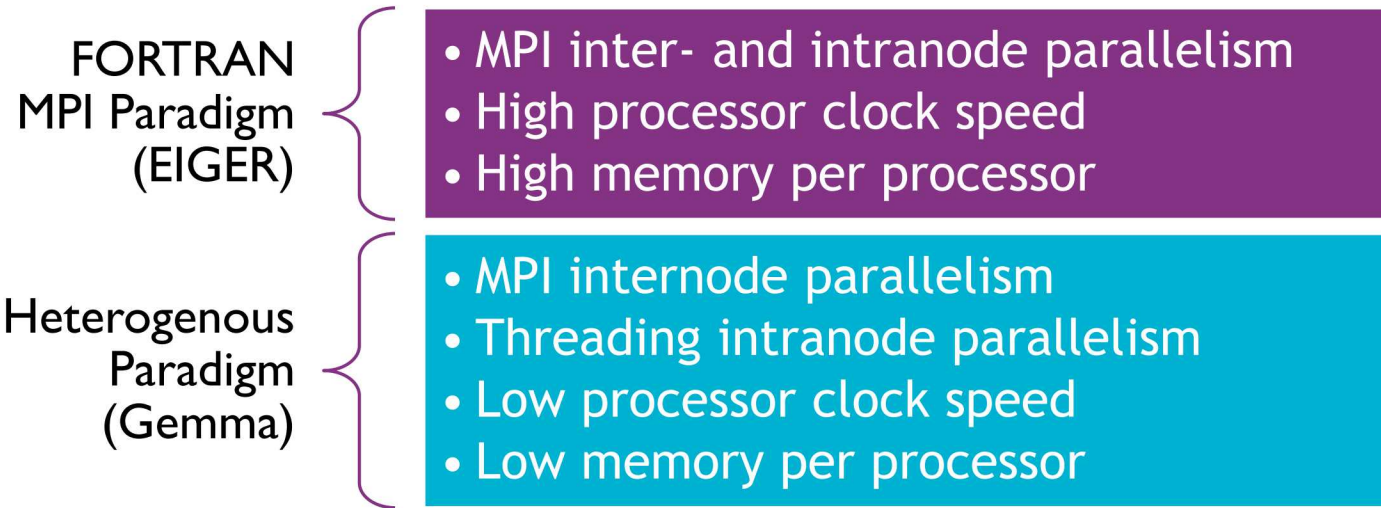 FORTRAN
MPI Paradigm
(EIGER)
• MPI inter- and intranode parallelism
• High processor clock speed
• High memory per processor
Heterogenous
Paradigm
(Gemma)
• MPI internode parallelism
• Threading intranode parallelism
• Low processor clock speed
• Low memory per processor